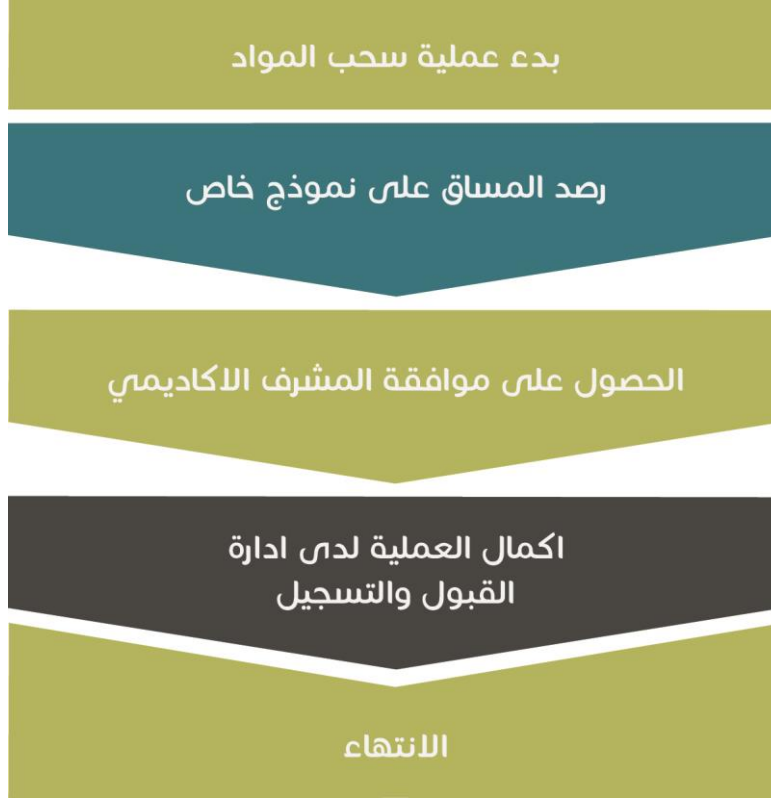 بدء عملية سحب المواد
رصد المساق على نموذج خاص
الحصول على موافقة المشرف الاكاديمي
اكمال العملية لدى ادارة
القبول والتسجيل
الانتهاء